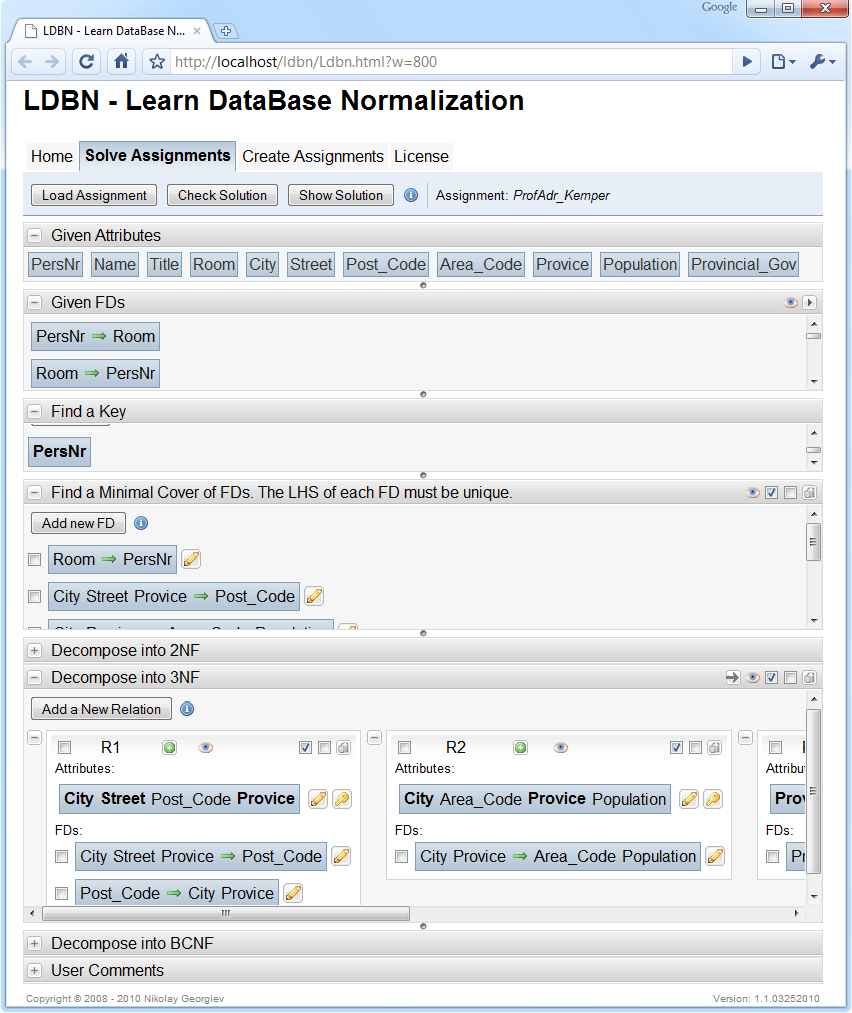 Google
LDBN - Learn DataBase N...
http://localhost/ldbn/Ldbn.html?w=800
LDBN - Learn DataBase Normalization
Home Solve Assignments Create Assignments License
Load Assignment Check Solution Show Solution Assignment: ProfAdr_Kemper
Given Attributes
PersNr Name Title Room City Street Post_Code Area_Code Provice Population Provincial_Gov
Given FDs
PersNr ⇒ Room
Room ⇒ PersNr
Find a Key
PersNr
Find a Minimal Cover of FDs. The LHS of each FD must be unique.
Add new FD
Room ⇒ PersNr
City Street Provice ⇒ Post_Code
Decompose into 2NF
Decompose into 3NF
Add a New Relation
R1 R2
Attributes: Attributes: Attribu
City Street Post_Code Provice City Area_Code Provice Population Prov
FDs: FDs: FDs:
City Street Provice ⇒ Post_Code City Provice ⇒ Area_Code Population
Post_Code ⇒ City Provice
Decompose into BCNF
User Comments
Copyright © 2008 - 2010 Nikolay Georgiev Version: 1.1.03252010